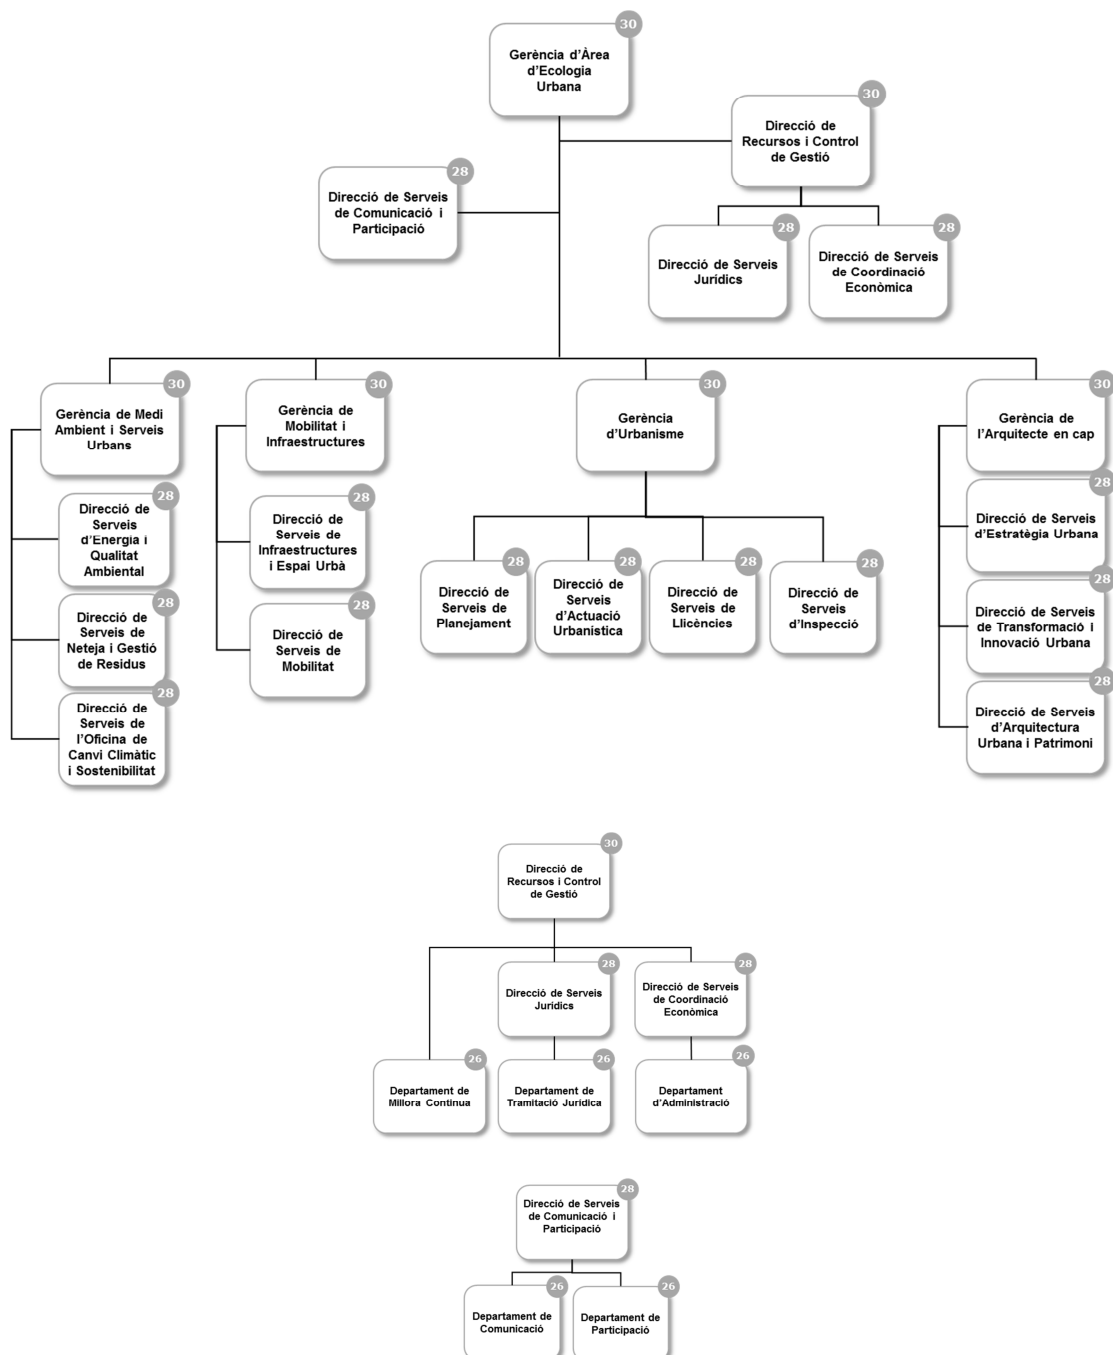 30
Gerència d'Àrea
d'Ecologia
Urbana
30
Direcció de
Recursos i Control
de Gestió
28
Direcció de Serveis
de Comunicació i
Participació
28
Direcció de Serveis
Jurídics
28
Direcció de Serveis
de Coordinació
Econòmica
30
Gerència de Medi
Ambient i Serveis
Urbans
30
Gerència de
Mobilitat i
Infraestructures
30
Gerència
d'Urbanisme
30
Gerència de
l'Arquitecte en cap
28
Direcció de
Serveis
d'Energia i
Qualitat
Ambiental
28
Direcció de
Serveis de
Neteja i Gestió
de Residus
28
Direcció de
Serveis de
l'Oficina de
Canvi Climàtic
i Sostenibilitat
28
Direcció de
Serveis de
Infraestructures
i Espai Urbà
28
Direcció de
Serveis de
Mobilitat
28
Direcció de
Serveis de
Planejament
28
Direcció de
Serveis
d'Actuació
Urbanística
28
Direcció de
Serveis de
Llicències
28
Direcció de
Serveis
d'Inspecció
28
Direcció de Serveis
d'Estratègia Urbana
28
Direcció de Serveis
de Transformació i
Innovació Urbana
28
Direcció de Serveis
d'Arquitectura
Urbana i Patrimoni
30
Direcció de
Recursos i Control
de Gestió
28
Direcció de Serveis
Jurídics
28
Direcció de Serveis
de Coordinació
Econòmica
26
Departament de
Millora Contínua
26
Departament de
Tramitació Jurídica
26
Departament
d'Administració
28
Direcció de Serveis
de Comunicació i
Participació
26
Departament de
Comunicació
26
Departament de
Participació